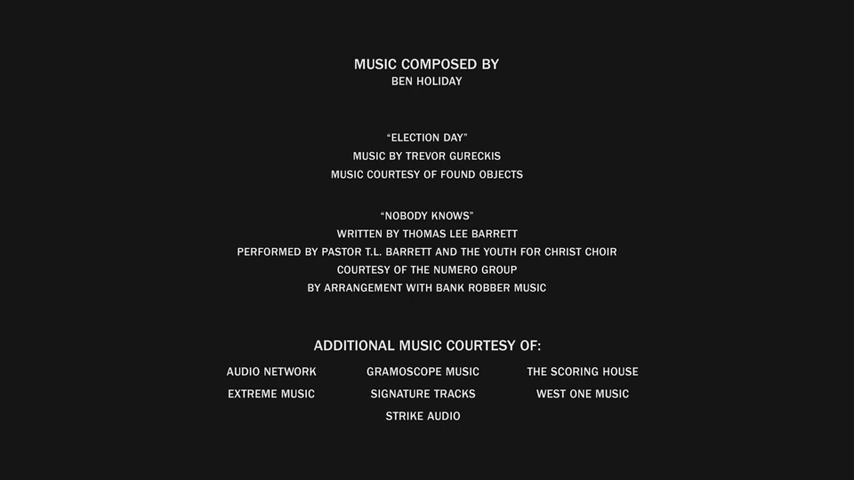 MUSIC COMPOSED BY
BEN HOLIDAY
“ELECTION DAY”
MUSIC BY TREVOR GURECKIS
MUSIC COURTESY OF FOUND OBJECTS
“NOBODY KNOWS”
WRITTEN BY THOMAS LEE BARRETT
PERFORMED BY PASTOR T.L. BARRETT AND THE YOUTH FOR CHRIST CHOIR
COURTESY OF THE NUMERO GROUP
BY ARRANGEMENT WITH BANK ROBBER MUSIC
ADDITIONAL MUSIC COURTESY OF:
AUDIO NETWORK GRAMOSCOPE MUSIC THE SCORING HOUSE
EXTREME MUSIC SIGNATURE TRACKS WEST ONE MUSIC
STRIKE AUDIO